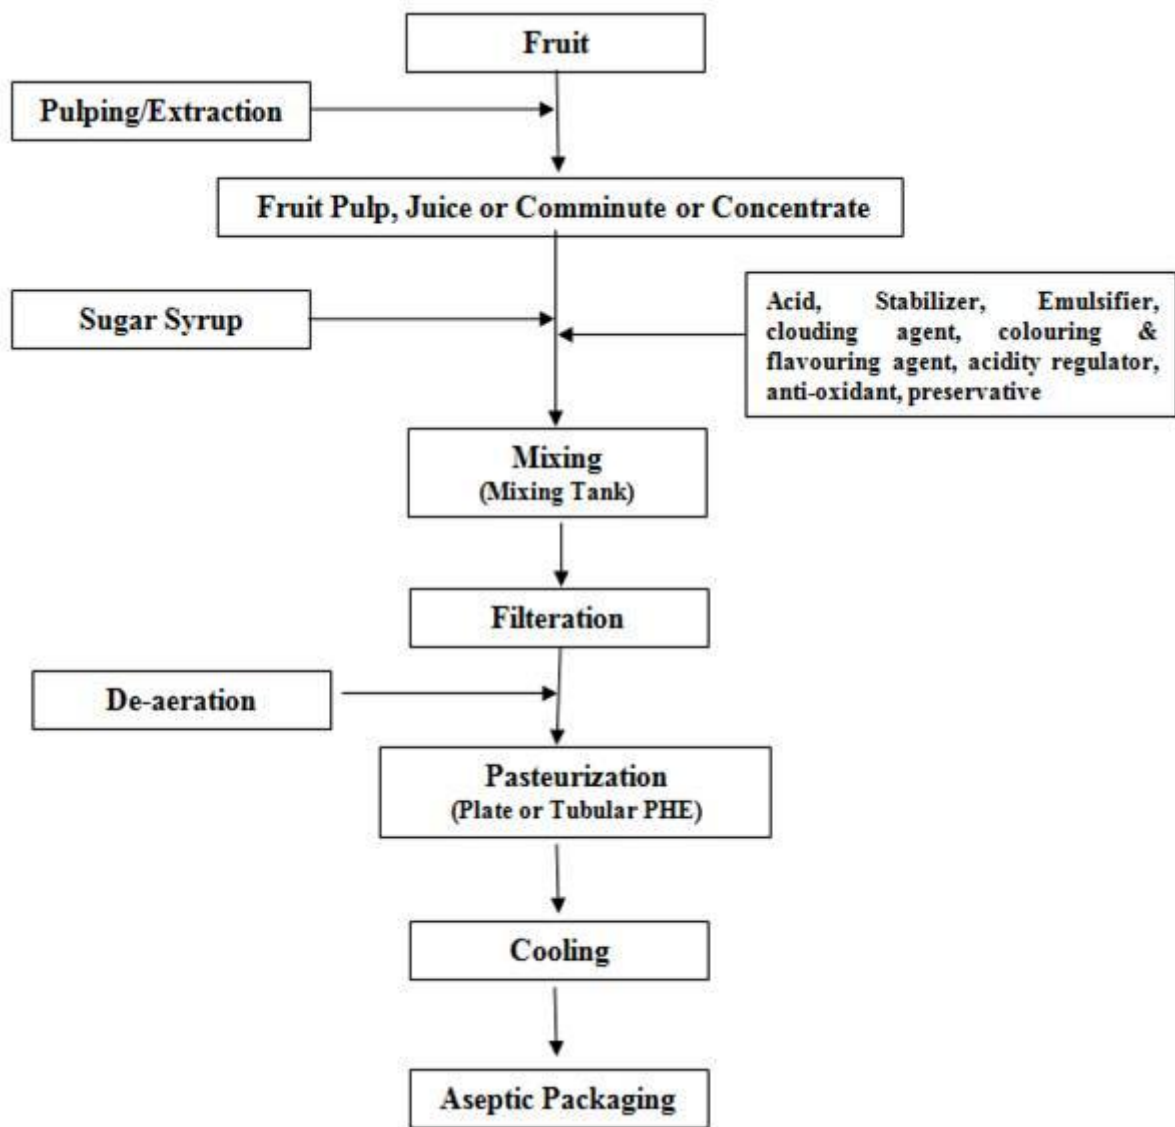 Fruit
Pulping/Extraction
Fruit Pulp, Juice or Comminute or Concentrate
Sugar Syrup
Acid, Stabilizer, Emulsifier,
clouding agent, colouring &
flavouring agent, acidity regulator,
anti-oxidant, preservative
Mixing
(Mixing Tank)
Filteration
De-aeration
Pasteurization
(Plate or Tubular PHE)
Cooling
Aseptic Packaging